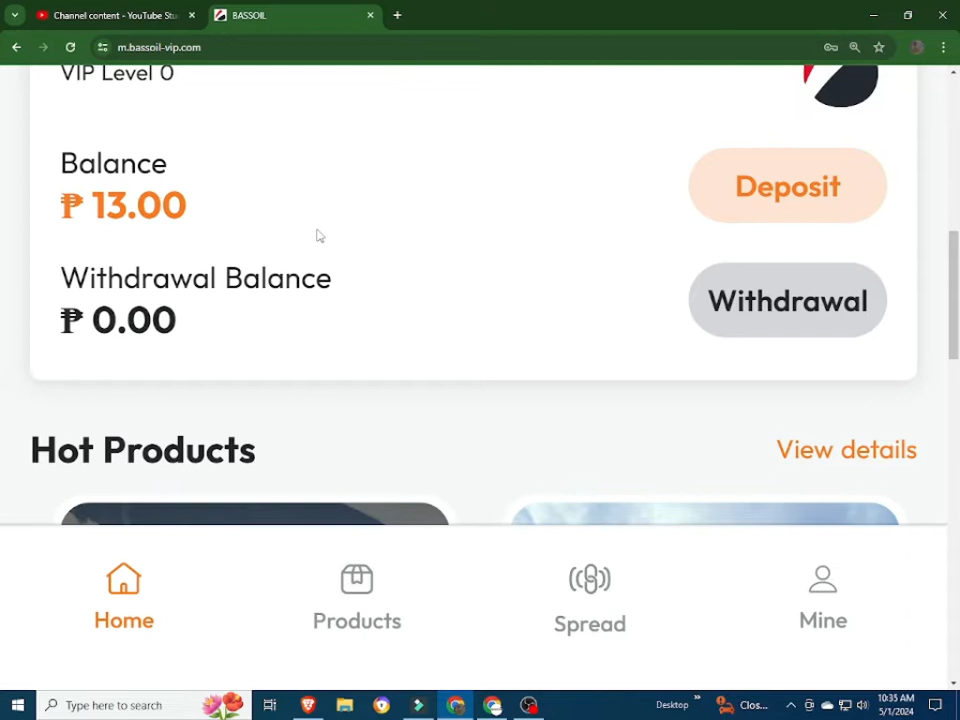 Channel content - YouTube Stu
BASSOIL
m.bassoil-vip.com
VIP Level 0
Balance
₱ 13.00
Deposit
Withdrawal Balance
₱ 0.00
Withdrawal
Hot Products
View details
Home
Products
Spread
Mine
Type here to search
Desktop
Clos...
10:35 AM
5/1/2024